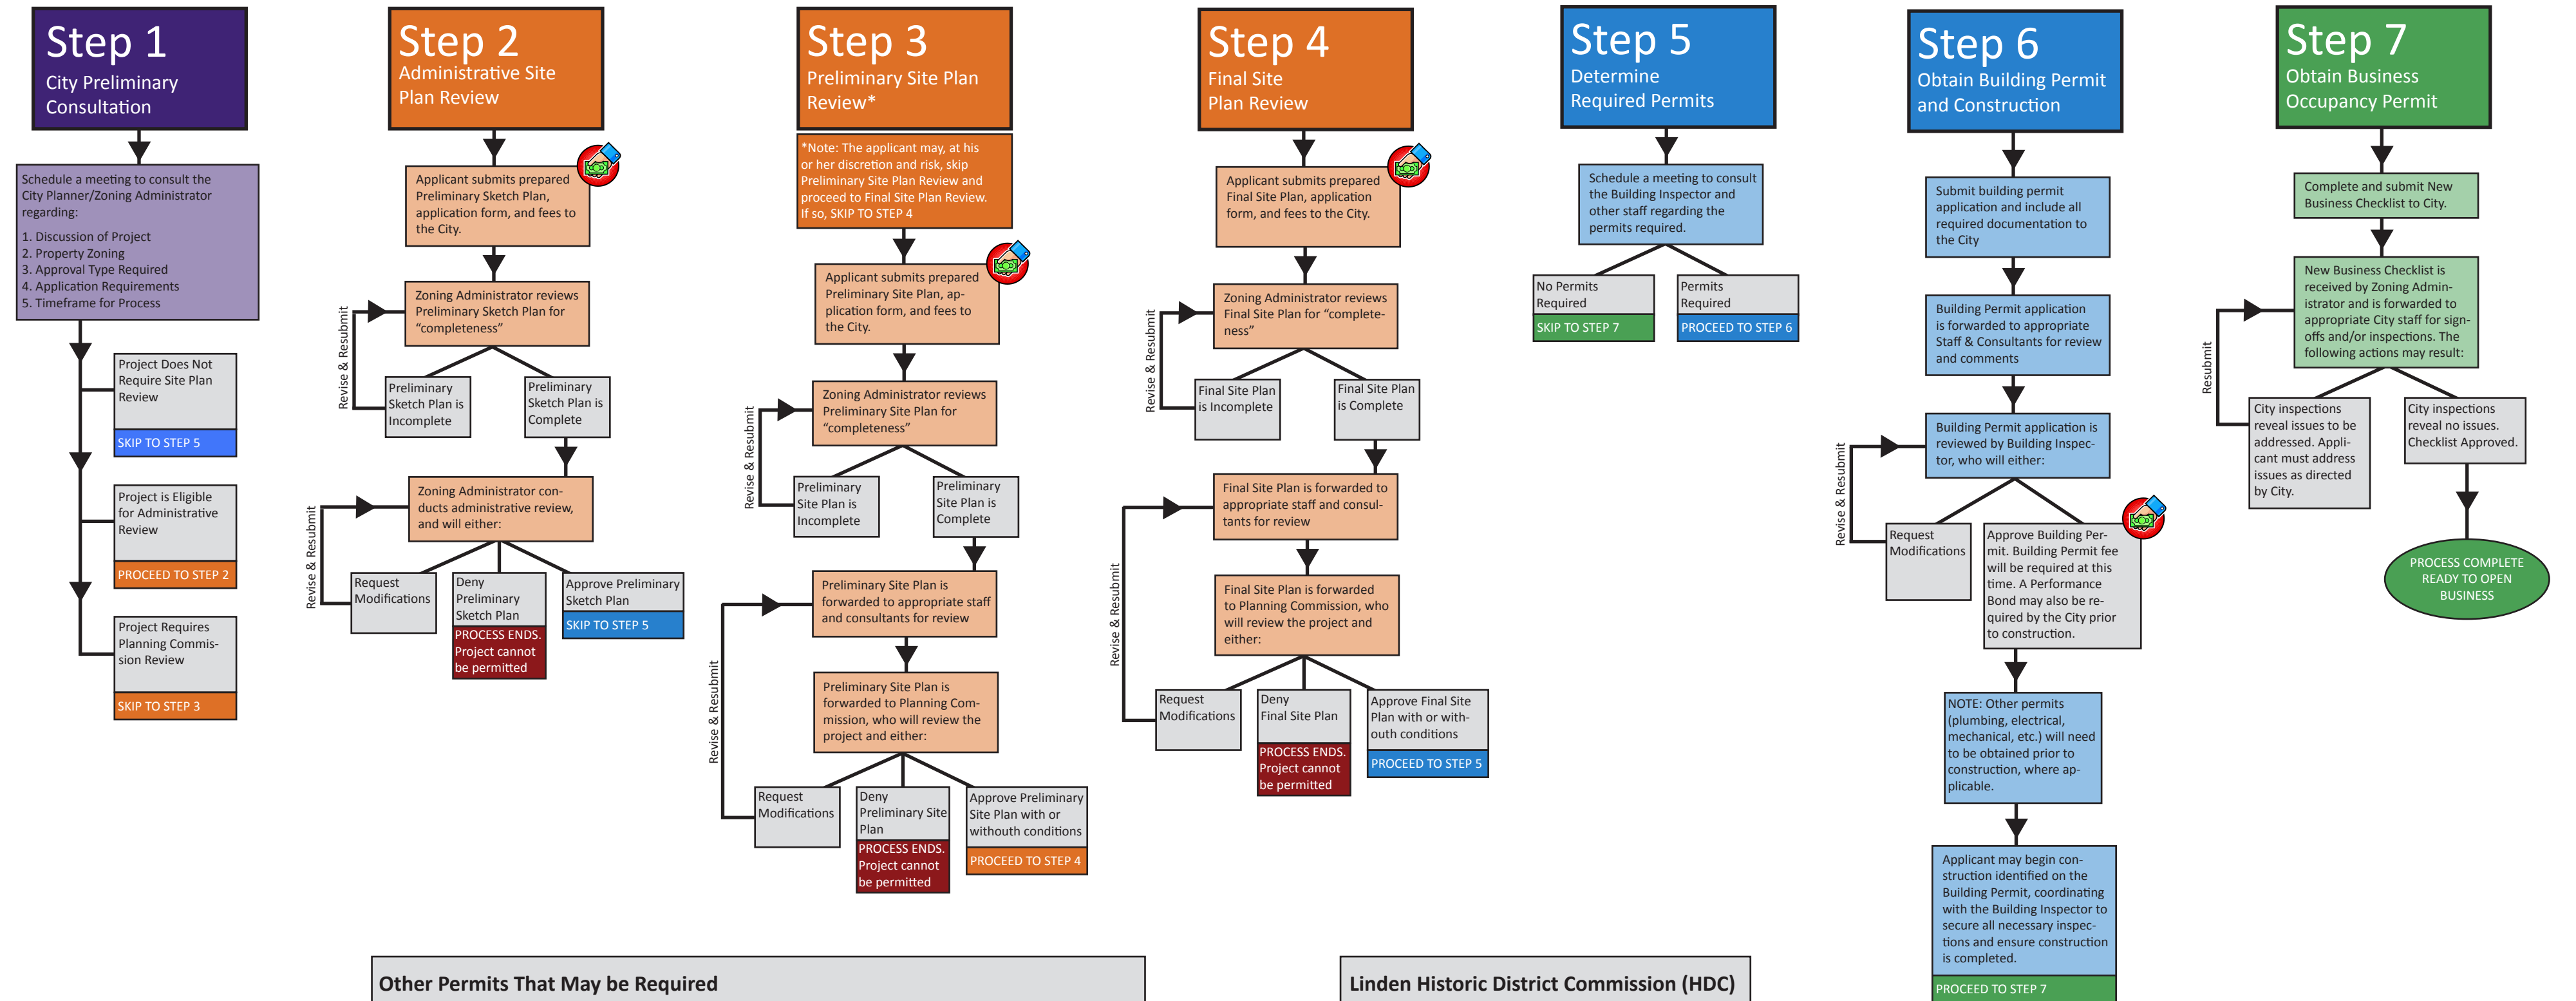 Step 1
City Preliminary
Consultation
Schedule a meeting to consult the
City Planner/Zoning Administrator
regarding:
1. Discussion of Project
2. Property Zoning
3. Approval Type Required
4. Application Requirements
5. Timeframe for Process
Project Does Not
Require Site Plan
Review
SKIP TO STEP 5
Project is Eligible
for Administrative
Review
PROCEED TO STEP 2
Project Requires
Planning Commis-
sion Review
SKIP TO STEP 3
Step 2
Administrative Site
Plan Review
Applicant submits prepared
Preliminary Sketch Plan,
application form, and fees to
the City.
Zoning Administrator reviews
Preliminary Sketch Plan for
“completeness”
Revise & Resubmit
Preliminary
Sketch Plan is
Incomplete
Preliminary
Sketch Plan is
Complete
Zoning Administrator con-
ducts administrative review,
and will either:
Revise & Resubmit
Request
Modifications
Deny
Preliminary
Sketch Plan
PROCESS ENDS.
Project cannot
be permitted
Approve Preliminary
Sketch Plan
SKIP TO STEP 5
Step 3
Preliminary Site Plan
Review*
*Note: The applicant may, at his
or her discretion and risk, skip
Preliminary Site Plan Review and
proceed to Final Site Plan Review.
If so, SKIP TO STEP 4
Applicant submits prepared
Preliminary Site Plan, ap-
plication form, and fees to
the City.
Zoning Administrator reviews
Preliminary Site Plan for
“completeness”
Revise & Resubmit
Preliminary
Site Plan is
Incomplete
Preliminary
Site Plan is
Complete
Preliminary Site Plan is
forwarded to appropriate staff
and consultants for review
Preliminary Site Plan is
forwarded to Planning Com-
mission, who will review the
project and either:
Revise & Resubmit
Request
Modifications
Deny
Preliminary Site
Plan
PROCESS ENDS.
Project cannot
be permitted
Approve Preliminary
Site Plan with or
withouth conditions
PROCEED TO STEP 4
Step 4
Final Site
Plan Review
Applicant submits prepared
Final Site Plan, application
form, and fees to the City.
Zoning Administrator reviews
Final Site Plan for “complete-
ness”
Revise & Resubmit
Final Site Plan
is Incomplete
Final Site Plan
is Complete
Final Site Plan is forwarded to
appropriate staff and consul-
tants for review
Final Site Plan is forwarded
to Planning Commission, who
will review the project and
either:
Revise & Resubmit
Request
Modifications
Deny
Final Site Plan
PROCESS ENDS.
Project cannot
be permitted
Approve Final Site
Plan with or with-
outh conditions
PROCEED TO STEP 5
Step 5
Determine
Required Permits
Schedule a meeting to consult
the Building Inspector and
other staff regarding the
permits required.
No Permits
Required
SKIP TO STEP 7
Permits
Required
PROCEED TO STEP 6
Step 6
Obtain Building Permit
and Construction
Submit building permit
application and include all
required documentation to
the City
Building Permit application
is forwarded to appropriate
Staff & Consultants for review
and comments
Building Permit application is
reviewed by Building Inspec-
tor, who will either:
Revise & Resubmit
Request
Modifications
Approve Building Per-
mit. Building Permit fee
will be required at this
time. A Performance
Bond may also be re-
quired by the City prior
to construction.
NOTE: Other permits
(plumbing, electrical,
mechanical, etc.) will need
to be obtained prior to
construction, where ap-
plicable.
Applicant may begin con-
struction identified on the
Building Permit, coordinating
with the Building Inspector to
secure all necessary inspec-
tions and ensure construction
is completed.
PROCEED TO STEP 7
Step 7
Obtain Business
Occupancy Permit
Complete and submit New
Business Checklist to City.
New Business Checklist is
received by Zoning Admin-
istrator and is forwarded to
appropriate City staff for sign-
offs and/or inspections. The
following actions may result:
Resubmit
City inspections
reveal issues to be
addressed. Appli-
cant must address
issues as directed
by City.
City inspections
reveal no issues.
Checklist Approved.
PROCESS COMPLETE
READY TO OPEN
BUSINESS
Other Permits That May be Required
Linden Historic District Commission (HDC)